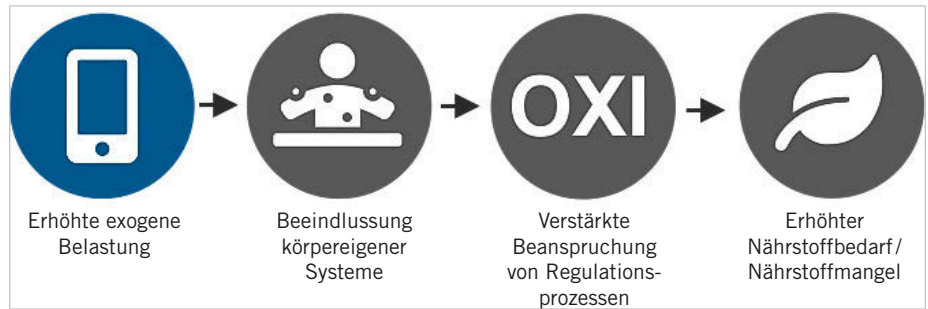 OXI
Erhöhte exogene
Belastung
Beeindlussung
körpereigener
Systeme
Verstärkte
Beanspruchung
von Regulations-
prozessen
Erhöhter
Nährstoffbedarf /
Nährstoffmangel